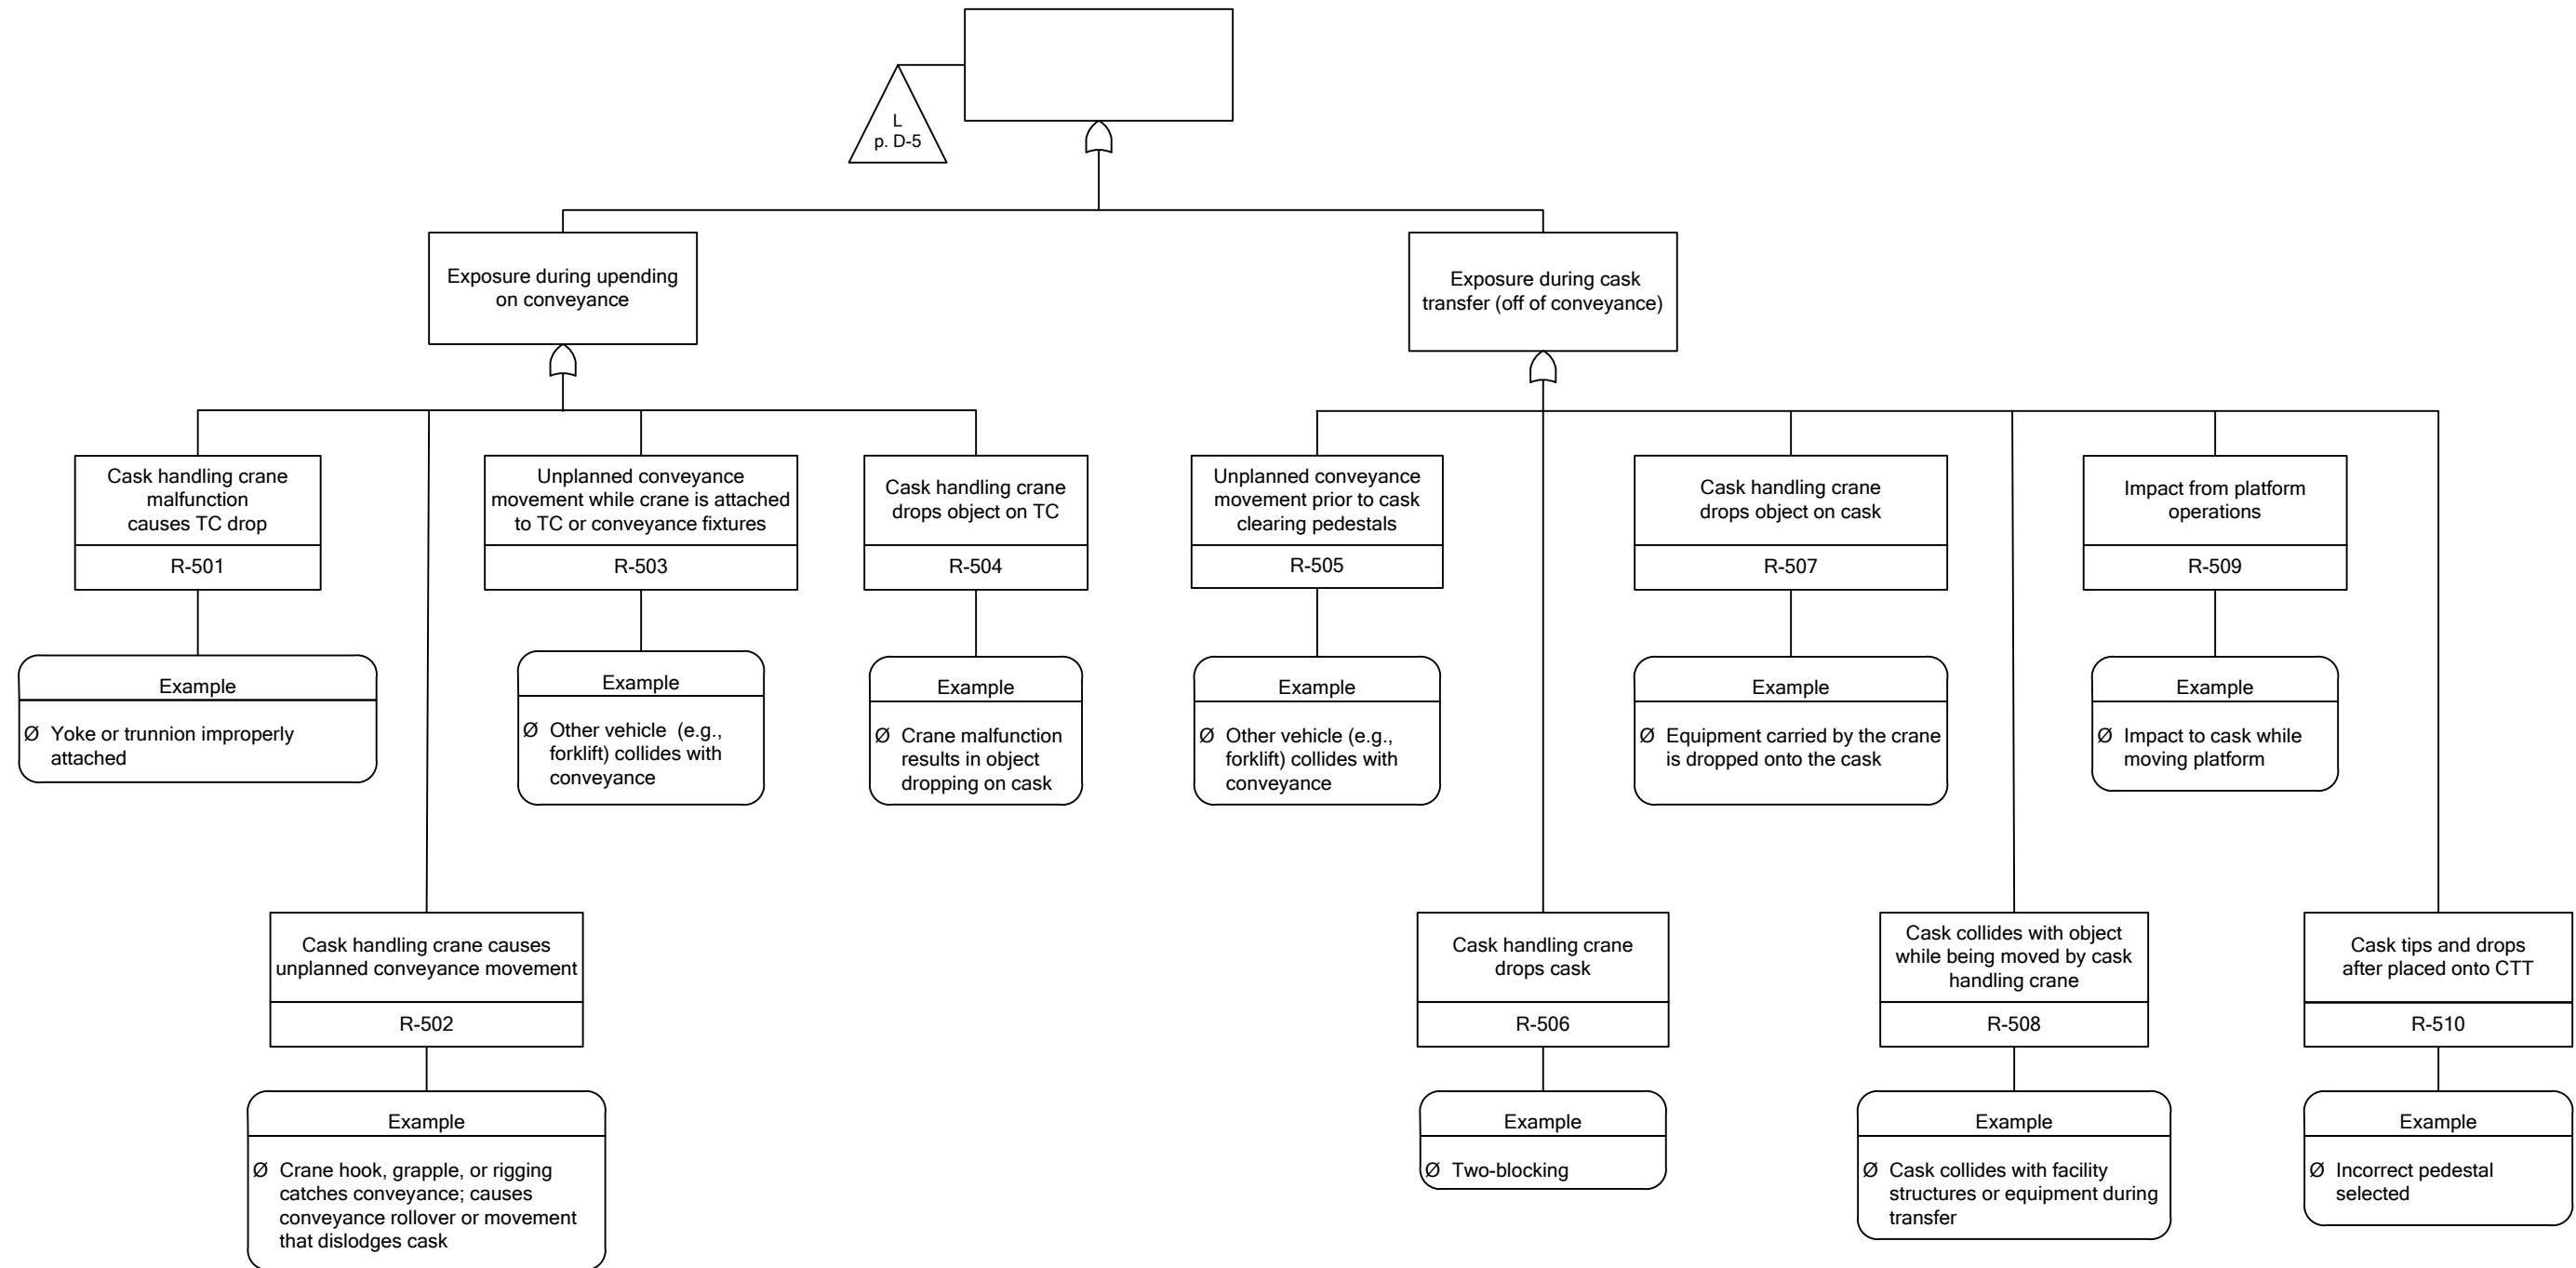 L
p. D-5
Exposure during upending
on conveyance
Exposure during cask
transfer (off of conveyance)
Cask handling crane
malfunction
causes TC drop
R-501
Unplanned conveyance
movement while crane is attached
to TC or conveyance fixtures
R-503
Cask handling crane
drops object on TC
R-504
Unplanned conveyance
movement prior to cask
clearing pedestals
R-505
Cask handling crane
drops object on cask
R-507
Impact from platform
operations
R-509
Example
Ø Yoke or trunnion improperly
attached
Example
Ø Other vehicle (e.g.,
forklift) collides with
conveyance
Example
Ø Crane malfunction
results in object
dropping on cask
Example
Ø Other vehicle (e.g.,
forklift) collides with
conveyance
Example
Ø Equipment carried by the crane
is dropped onto the cask
Example
Ø Impact to cask while
moving platform
Cask handling crane causes
unplanned conveyance movement
R-502
Cask handling crane
drops cask
R-506
Cask collides with object
while being moved by cask
handling crane
R-508
Cask tips and drops
after placed onto CTT
R-510
Example
Ø Crane hook, grapple, or rigging
catches conveyance; causes
conveyance rollover or movement
that dislodges cask
Example
Ø Two-blocking
Example
Ø Cask collides with facility
structures or equipment during
transfer
Example
Ø Incorrect pedestal
selected